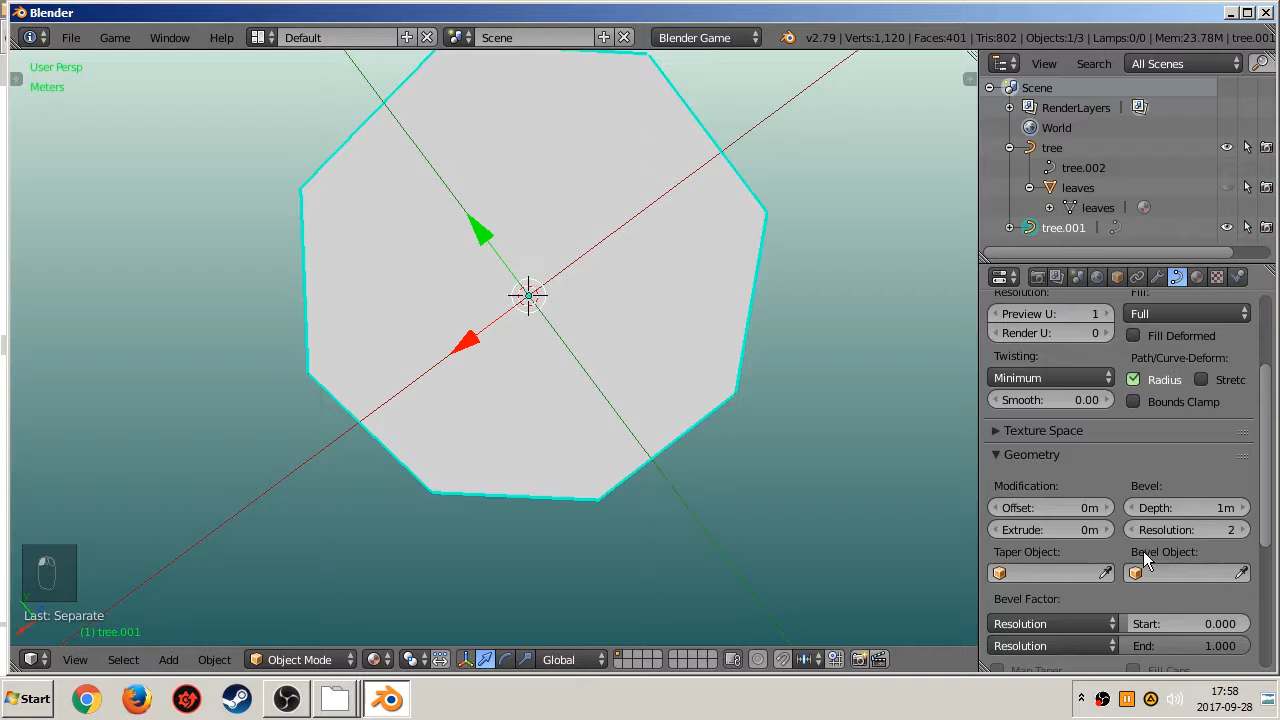 Blender
File Game Window Help Default Scene Blender Game v2.79 | Verts:1,120 | Faces:401 | Tris:802 | Objects:1/3 | Lamps:0/0 | Mem:23.78M | tree.001
User Persp
Meters
View Search All Scenes
Scene
RenderLayers
World
tree
tree.002
leaves
leaves
tree.001
Resolution: Fill:
Preview U: 1 Full
Render U: 0 Fill Deformed
Twisting: Path/Curve-Deform:
Minimum Radius Stretc
Smooth: 0.00 Bounds Clamp
Texture Space
Geometry
Modification: Bevel:
Offset: 0m Depth: 1m
Extrude: 0m Resolution: 2
Taper Object: Bevel Object:
Bevel Factor:
Resolution Start: 0.000
Resolution End: 1.000
Map Taper Fill Caps
Last: Separate
(1) tree.001
View Select Add Object Object Mode Global
Start 17:58
2017-09-28